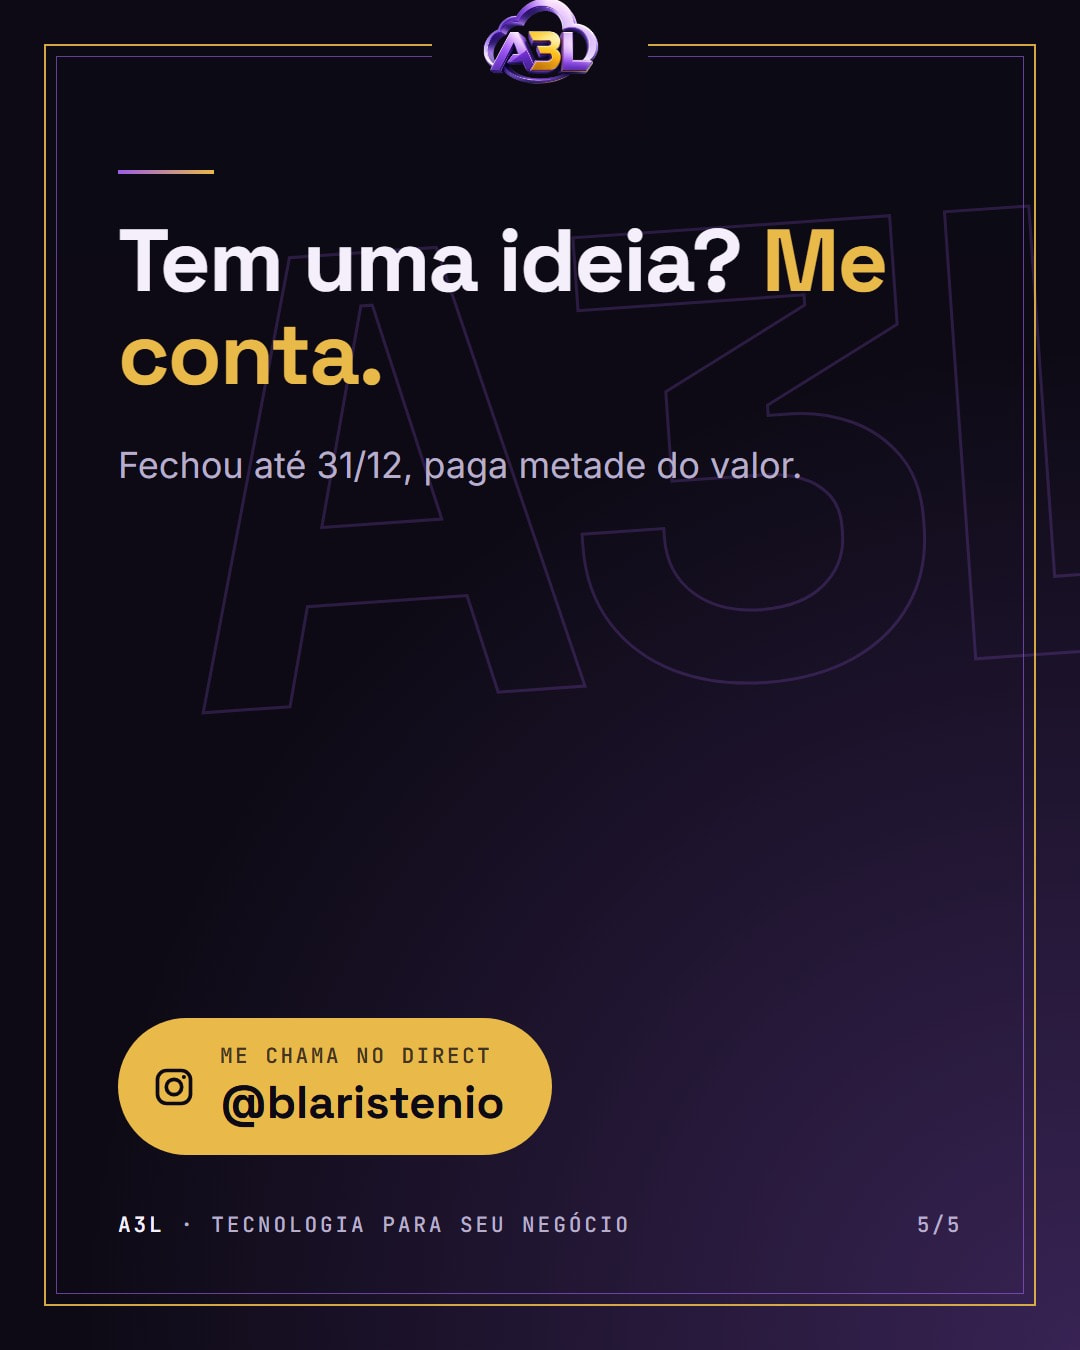 A3L
Tem uma ideia? Me
conta.
Fechou até 31/12, paga metade do valor.
A3L
ME CHAMA NO DIRECT
@blaristenio
A3L · TECNOLOGIA PARA SEU NEGÓCIO
5/5